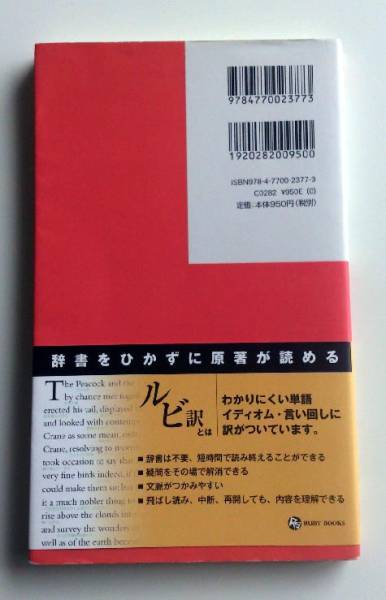 9784770023773
1920282009500
ISBN978-4-7700-2377-3
C0282 ¥950E (0)
定価:本体950円(税別)
辞書をひかずに原著が読める
The Peacock and the
by chance met toge
erected his tail, displayed
and looked with contem
Crane as some mean, ord
Crane, resolving to mor
took occasion to say tha
very fine birds indeed, if
could make them so; bu
it a much nobler thing to
rise above the clouds int
and survey the wonders o
well as of the earth be
ルビ訳とは
わかりにくい単語
イディオム・言い回しに
訳がついています。
■ 辞書は不要、短時間で読み終えることができる
■ 疑問をその場で解消できる
■ 文脈がつかみやすい
■ 飛ばし読み、中断、再開しても、内容を理解できる
RUBY BOOKS